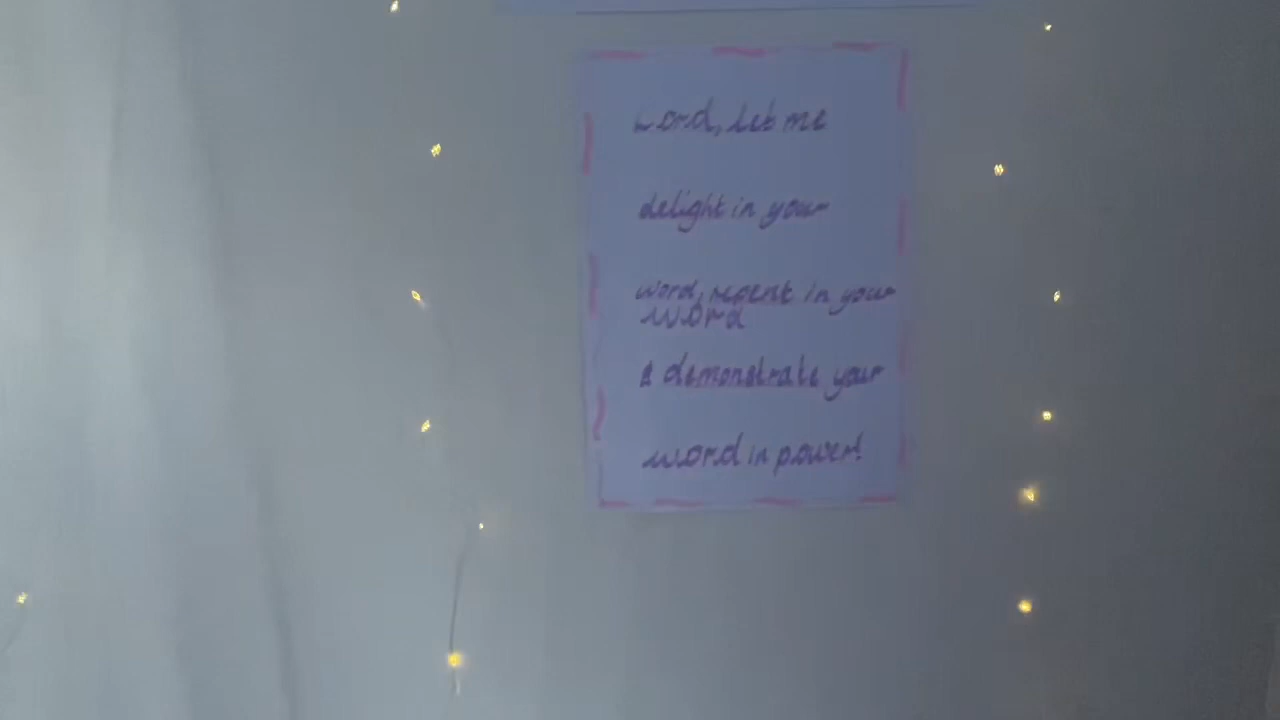 Lord, let me
delight in your
word, repent in your
word
& demonstrate your
word in power!